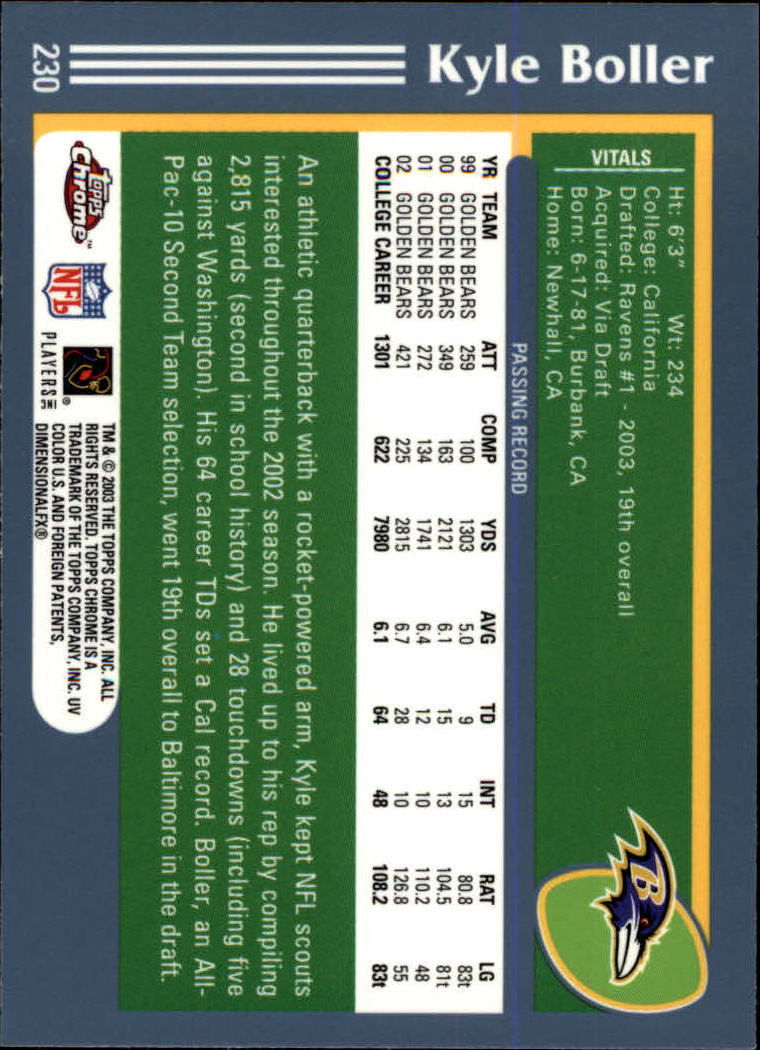 230 Kyle Boller
VITALS
Ht: 6'3" Wt: 234
College: California
Drafted: Ravens #1 - 2003, 19th overall
Acquired: Via Draft
Born: 6-17-81, Burbank, CA
Home: Newhall, CA
B
PASSING RECORD
YR TEAM ATT COMP YDS AVG TD INT RAT LG
99 GOLDEN BEARS 259 100 1303 5.0 9 15 80.8 83t
00 GOLDEN BEARS 349 163 2121 6.1 15 13 104.5 81t
01 GOLDEN BEARS 272 134 1741 6.4 12 10 110.2 48
02 GOLDEN BEARS 421 225 2815 6.7 28 10 126.8 55
COLLEGE CAREER 1301 622 7980 6.1 64 48 108.2 83t
An athletic quarterback with a rocket-powered arm, Kyle kept NFL scouts
interested throughout the 2002 season. He lived up to his rep by compiling
2,815 yards (second in school history) and 28 touchdowns (including five
against Washington). His 64 career TDs set a Cal record. Boller, an All-
Pac-10 Second Team selection, went 19th overall to Baltimore in the draft.
Topps Chrome™
NFL
PLAYERS INC ®
TM & © 2003 THE TOPPS COMPANY, INC. ALL
RIGHTS RESERVED. TOPPS CHROME IS A
TRADEMARK OF THE TOPPS COMPANY, INC. UV
COLOR U.S. AND FOREIGN PATENTS,
DIMENSIONALFX®